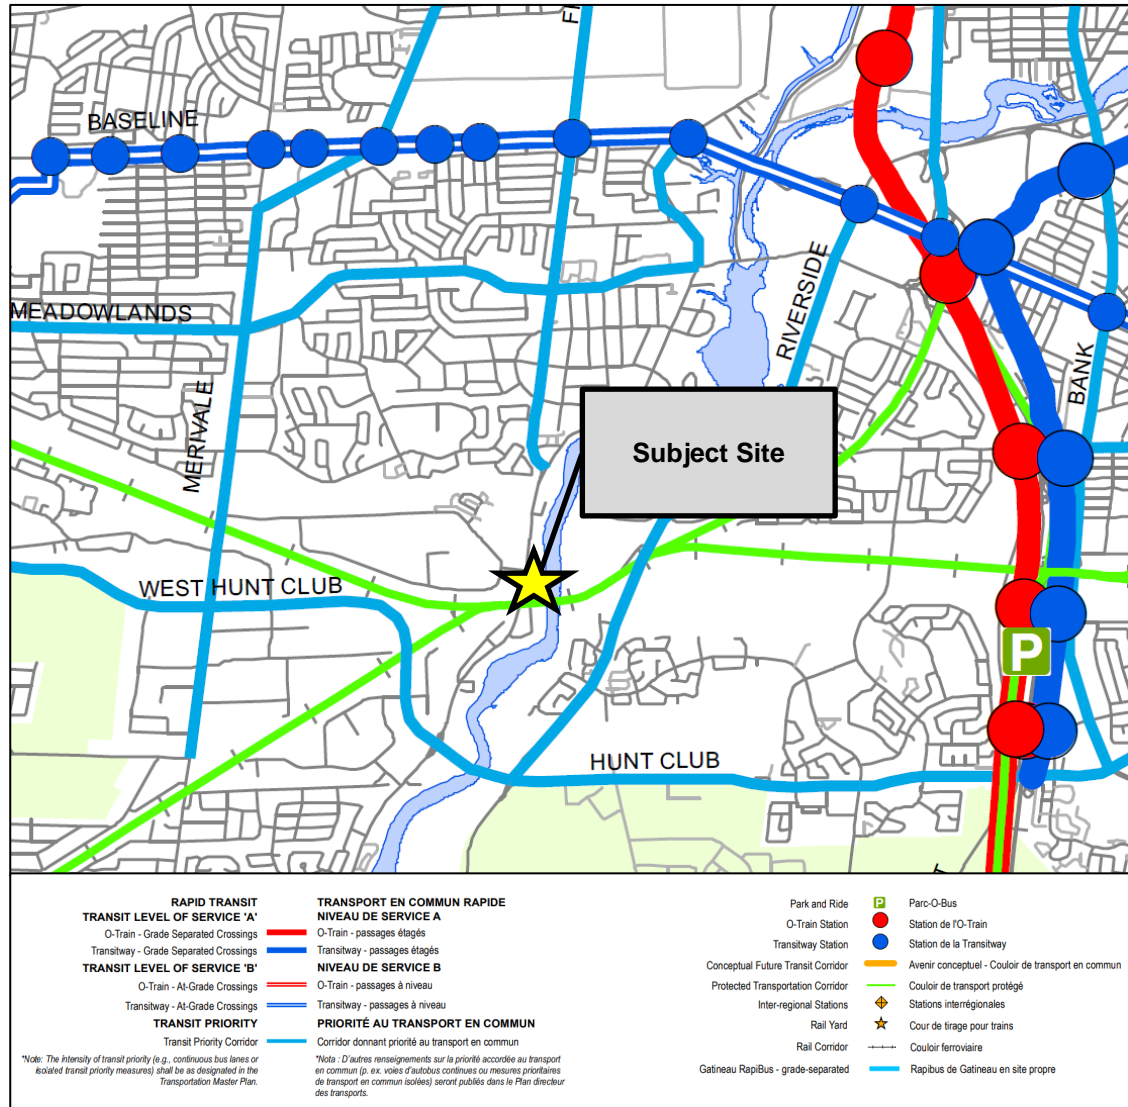 FI
BASELINE
RIVERSIDE
MEADOWLANDS
BANK
MERIVALE
Subject Site
WEST HUNT CLUB
P
HUNT CLUB
RAPID TRANSIT
TRANSIT LEVEL OF SERVICE 'A'
O-Train - Grade Separated Crossings
Transitway - Grade Separated Crossings
TRANSIT LEVEL OF SERVICE 'B'
O-Train - At-Grade Crossings
Transitway - At-Grade Crossings
TRANSIT PRIORITY
Transit Priority Corridor
*Note: The intensity of transit priority (e.g., continuous bus lanes or
isolated transit priority measures) shall be as designated in the
Transportation Master Plan.
TRANSPORT EN COMMUN RAPIDE
NIVEAU DE SERVICE A
O-Train - passages étagés
Transitway - passages étagés
NIVEAU DE SERVICE B
O-Train - passages à niveau
Transitway - passages à niveau
PRIORITÉ AU TRANSPORT EN COMMUN
Corridor donnant priorité au transport en commun
*Nota : D'autres renseignements sur la priorité accordée au transport
en commun (p. ex. voies d'autobus continues ou mesures prioritaires
de transport en commun isolées) seront publiés dans le Plan directeur
des transports.
Park and Ride P Parc-O-Bus
O-Train Station Station de l'O-Train
Transitway Station Station de la Transitway
Conceptual Future Transit Corridor Avenir conceptuel - Couloir de transport en commun
Protected Transportation Corridor Couloir de transport protégé
Inter-regional Stations Stations interrégionales
Rail Yard Cour de tirage pour trains
Rail Corridor Couloir ferroviaire
Gatineau RapiBus - grade-separated Rapibus de Gatineau en site propre